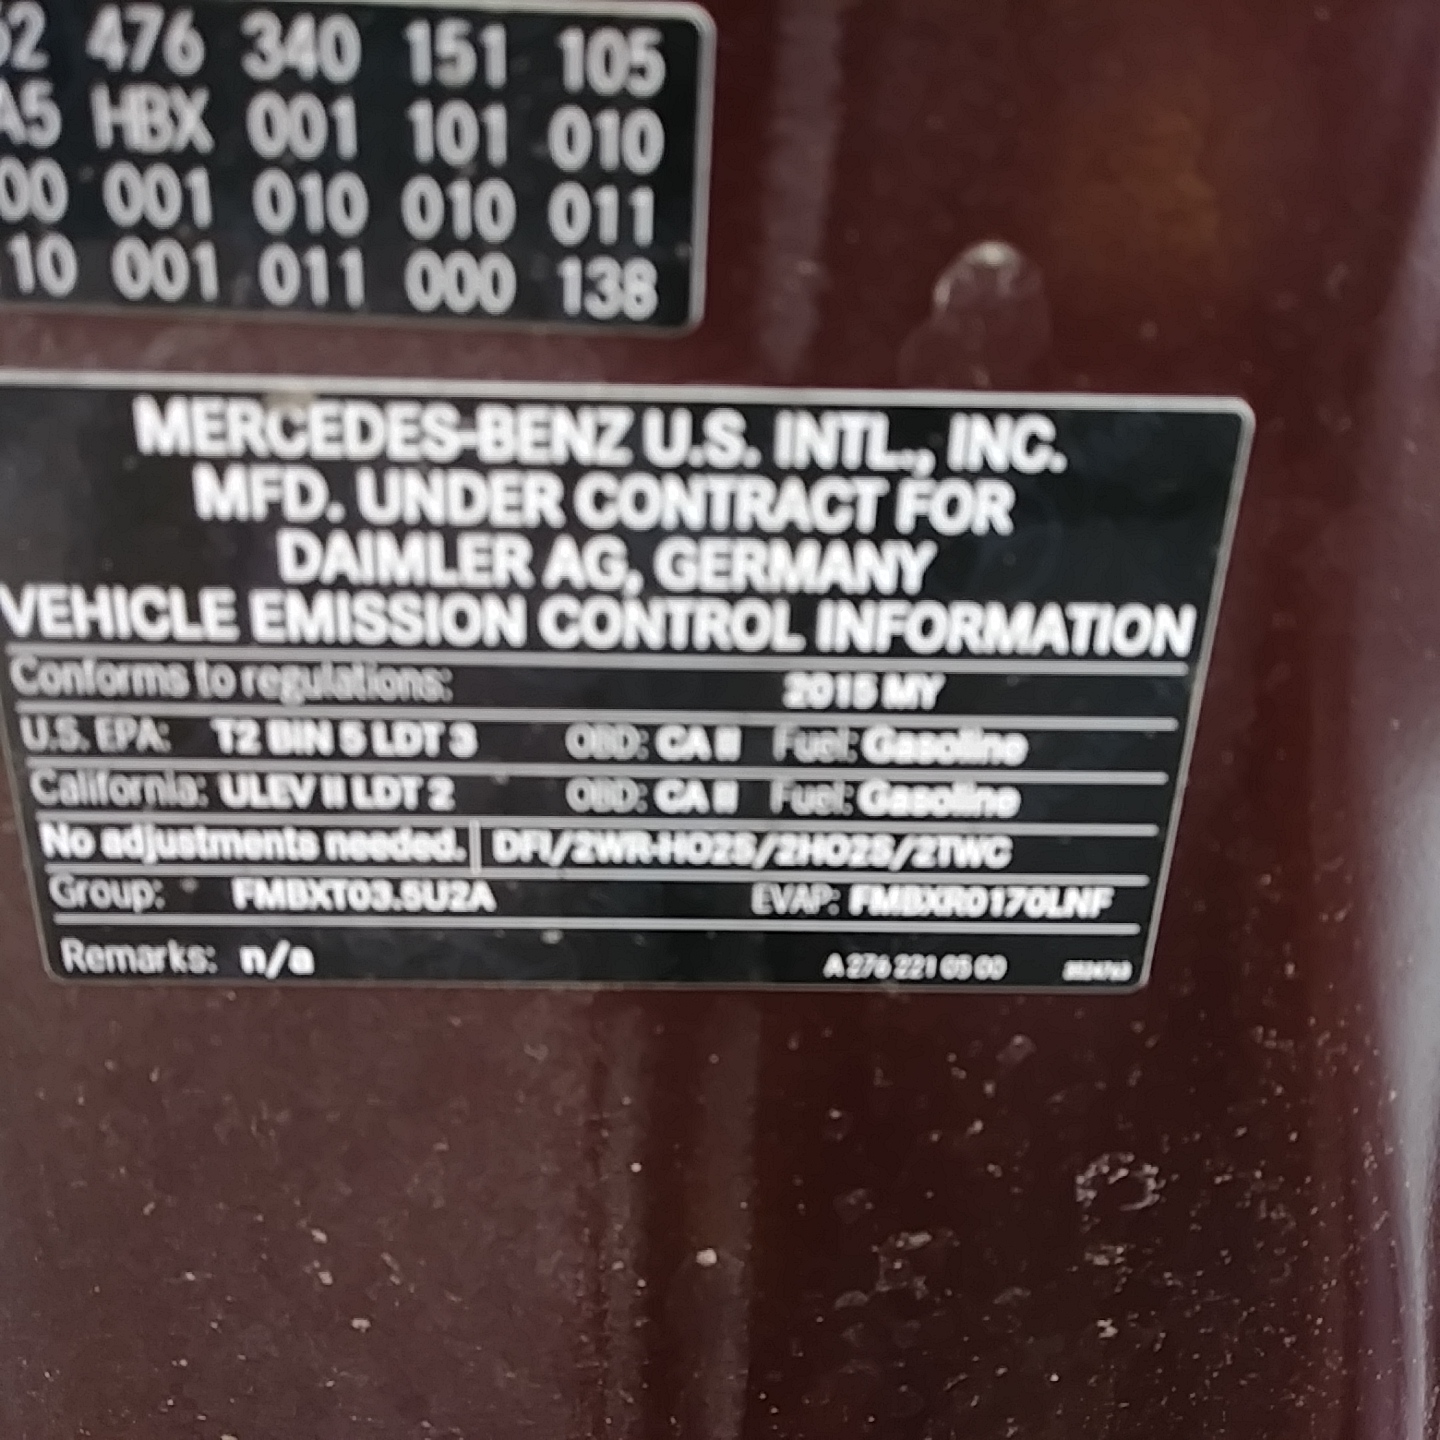 476 340 151 105
A5 HBX 001 101 010
00 001 010 010 011
10 001 011 000 138
MERCEDES-BENZ U.S. INTL., INC.
MFD. UNDER CONTRACT FOR
DAIMLER AG, GERMANY
VEHICLE EMISSION CONTROL INFORMATION
Conforms to regulations: 2015 MY
U.S. EPA: T2 BIN 5 LDT 3 OBD: CA II Fuel: Gasoline
California: ULEV II LDT 2 OBD: CA II Fuel: Gasoline
No adjustments needed. DFI/2WR-HO2S/2HO2S/2TWC
Group: FMBXT03.5U2A EVAP: FMBXR0170LNF
Remarks: n/a A 276 221 05 00